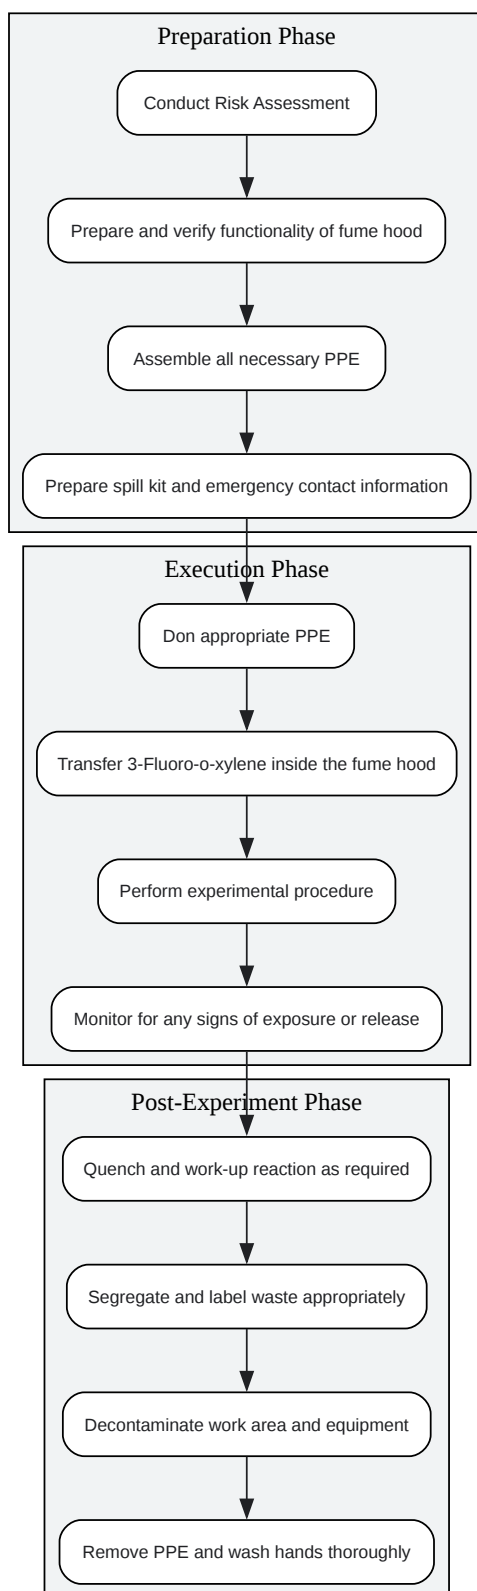 Preparation Phase
Conduct Risk Assessment
Prepare and verify functionality of fume hood
Assemble all necessary PPE
Prepare spill kit and emergency contact information
Execution Phase
Don appropriate PPE
Transfer 3-Fluoro-o-xylene inside the fume hood
Perform experimental procedure
Monitor for any signs of exposure or release
Post-Experiment Phase
Quench and work-up reaction as required
Segregate and label waste appropriately
Decontaminate work area and equipment
Remove PPE and wash hands thoroughly